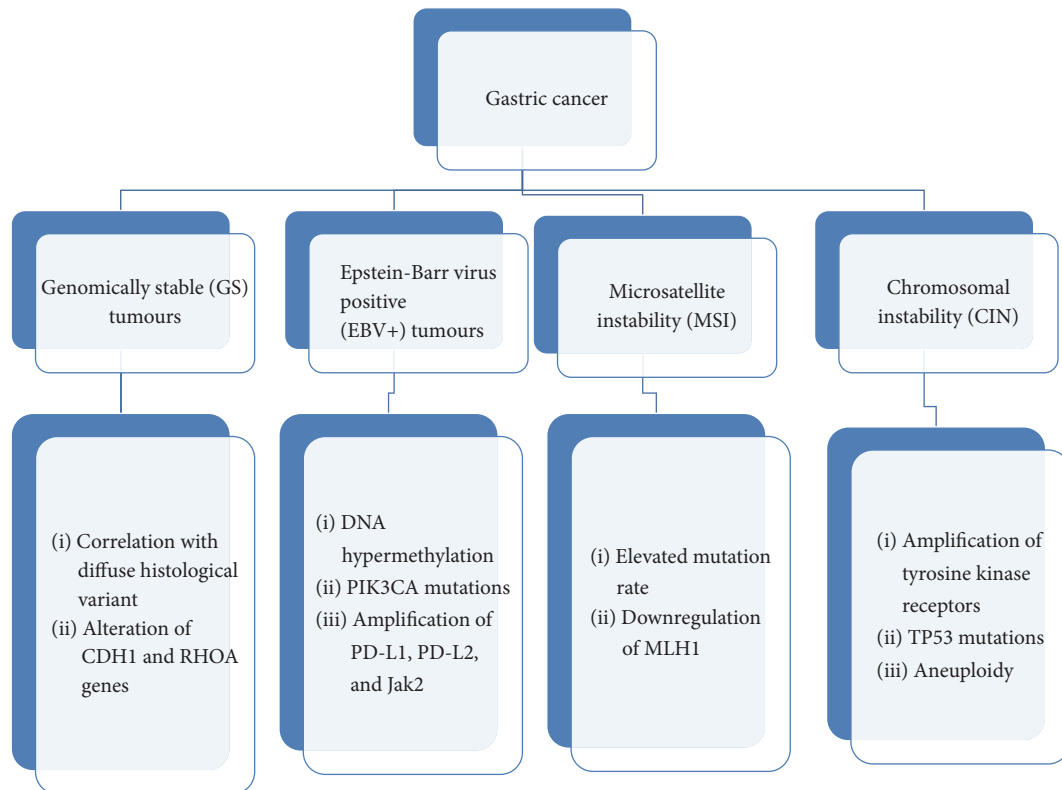 Gastric cancer
Genomically stable (GS)
tumours
Epstein-Barr virus
positive
(EBV+) tumours
Microsatellite
instability (MSI)
Chromosomal
instability (CIN)
(i) Correlation with
diffuse histological
variant
(ii) Alteration of
CDH1 and RHOA
genes
(i) DNA
hypermethylation
(ii) PIK3CA mutations
(iii) Amplification of
PD-L1, PD-L2,
and Jak2
(i) Elevated mutation
rate
(ii) Downregulation
of MLH1
(i) Amplification of
tyrosine kinase
receptors
(ii) TP53 mutations
(iii) Aneuploidy